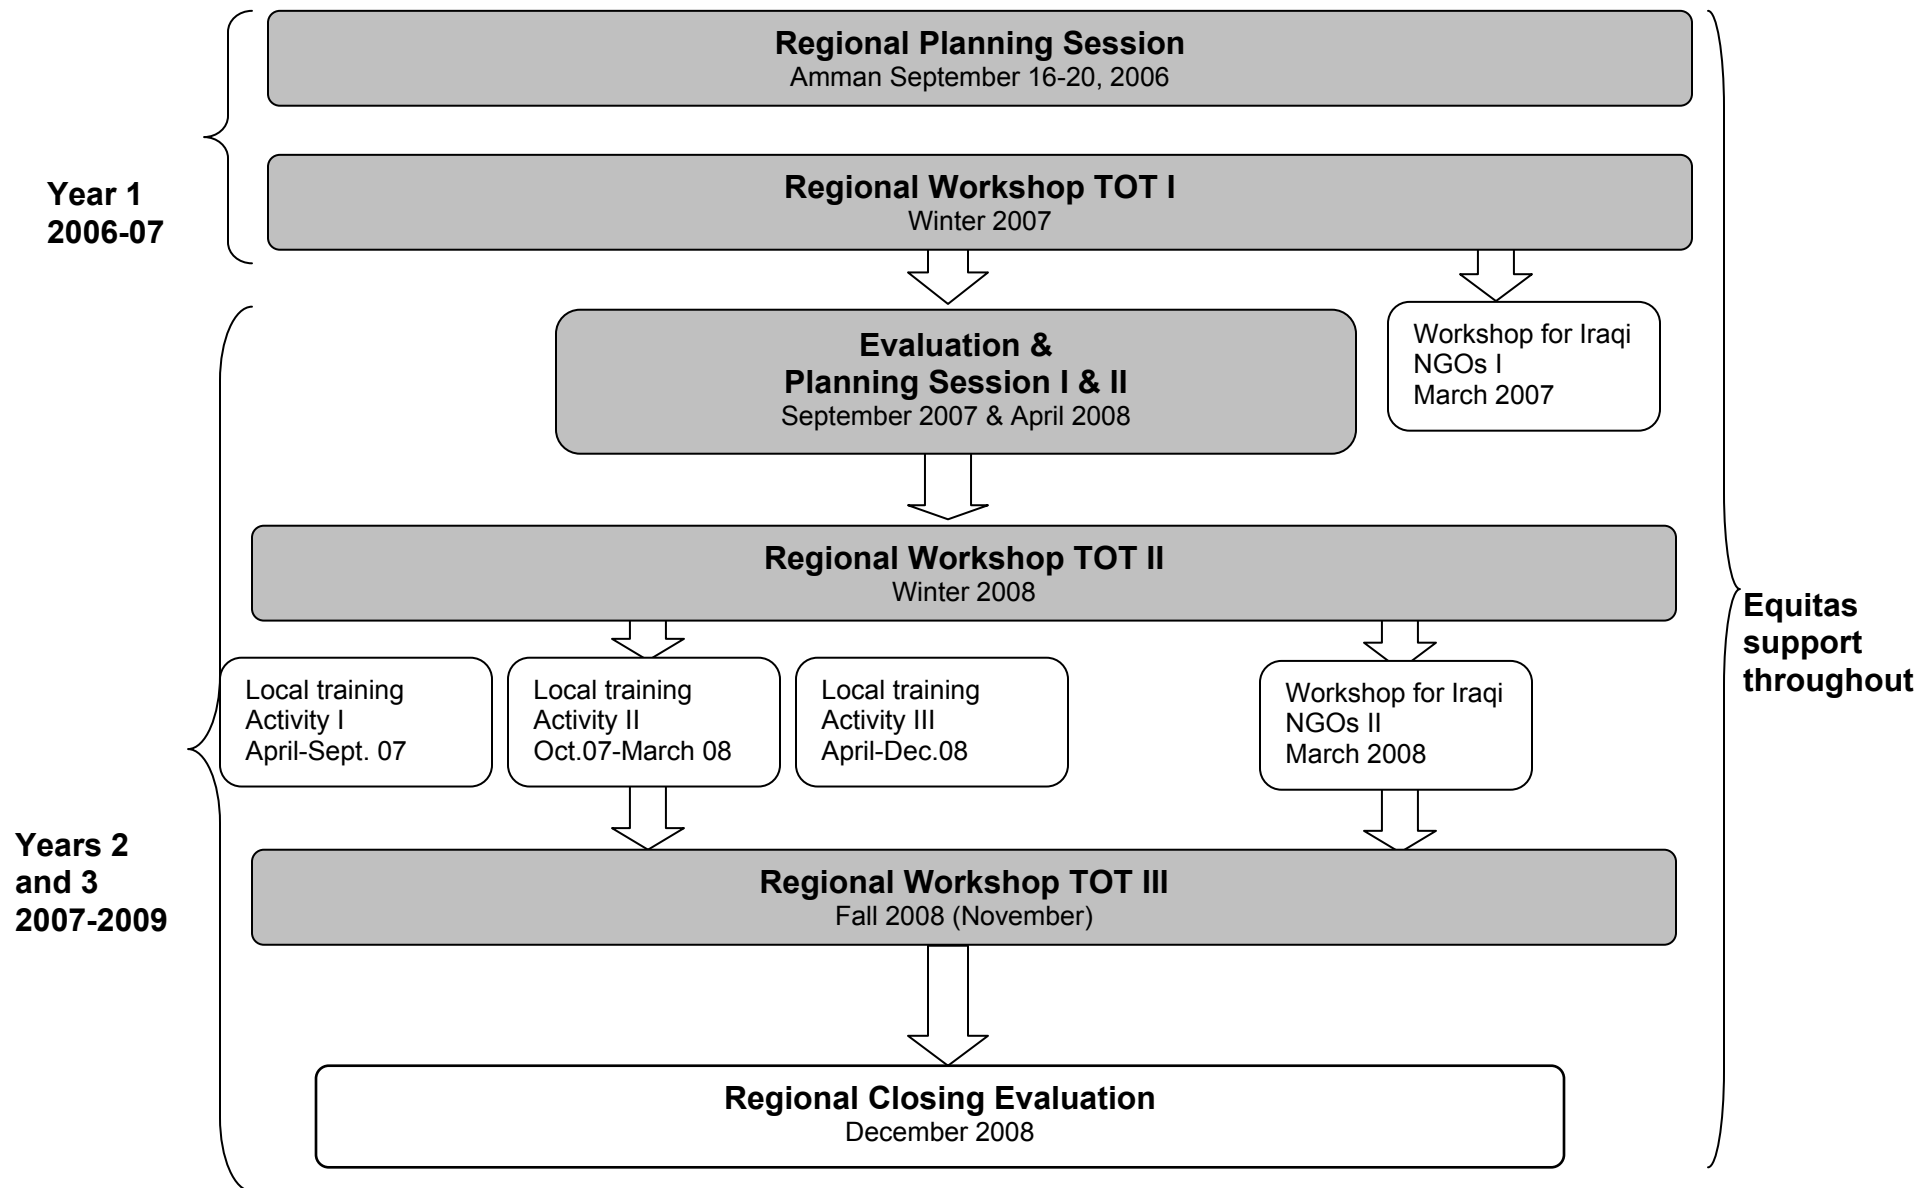 Regional Planning Session
Amman September 16-20, 2006
Year 1
2006-07
Regional Workshop TOT I
Winter 2007
Evaluation &
Planning Session I & II
September 2007 & April 2008
Workshop for Iraqi
NGOs I
March 2007
Regional Workshop TOT II
Winter 2008
Equitas
support
throughout
Local training
Activity I
April-Sept. 07
Local training
Activity II
Oct.07-March 08
Local training
Activity III
April-Dec.08
Workshop for Iraqi
NGOs II
March 2008
Years 2
and 3
2007-2009
Regional Workshop TOT III
Fall 2008 (November)
Regional Closing Evaluation
December 2008